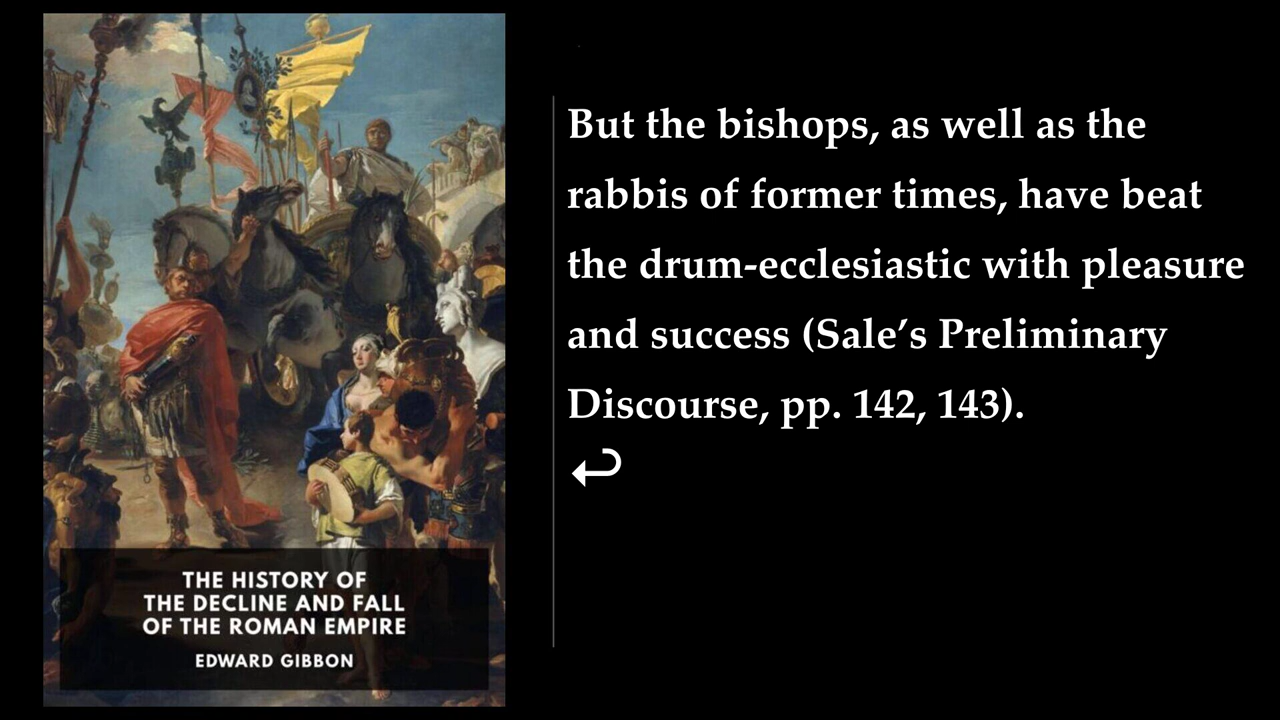 THE HISTORY OF
THE DECLINE AND FALL
OF THE ROMAN EMPIRE
EDWARD GIBBON
But the bishops, as well as the
rabbis of former times, have beat
the drum-ecclesiastic with pleasure
and success (Sale’s Preliminary
Discourse, pp. 142, 143).
↩